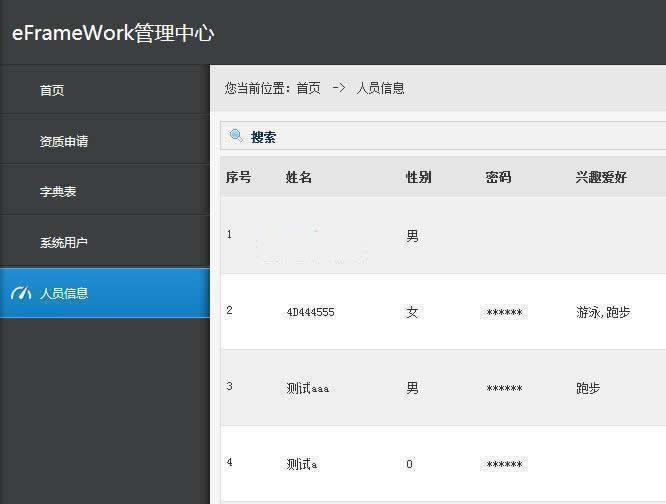 eFrameWork管理中心
首页
资质申请
字典表
系统用户
人员信息
您当前位置：首页 -> 人员信息
搜索
序号 姓名 性别 密码 兴趣爱好
1 男
2 4D444555 女 ****** 游泳,跑步
3 测试aaa 男 ****** 跑步
4 测试a 0 ******